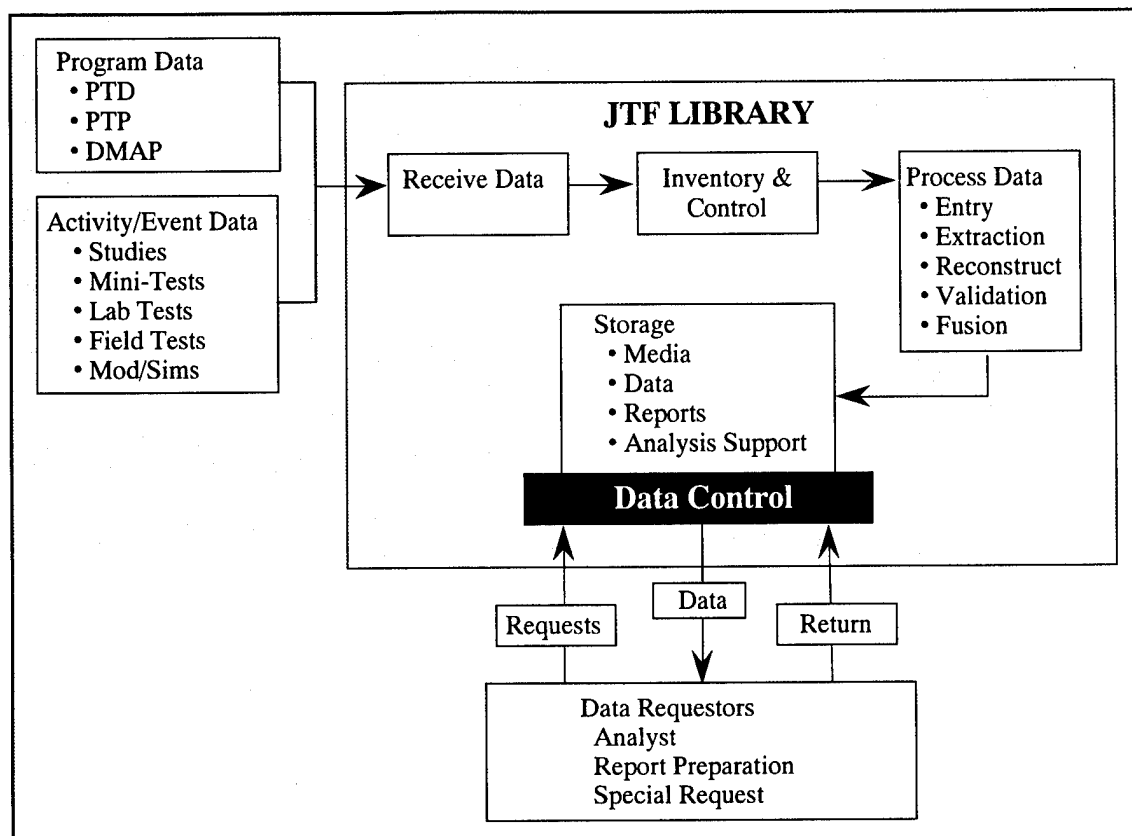 Program Data
• PTD
• PTP
• DMAP
Activity/Event Data
• Studies
• Mini-Tests
• Lab Tests
• Field Tests
• Mod/Sims
JTF LIBRARY
Receive Data
Inventory &
Control
Process Data
• Entry
• Extraction
• Reconstruct
• Validation
• Fusion
Storage
• Media
• Data
• Reports
• Analysis Support
Data Control
Requests
Data
Return
Data Requestors
Analyst
Report Preparation
Special Request